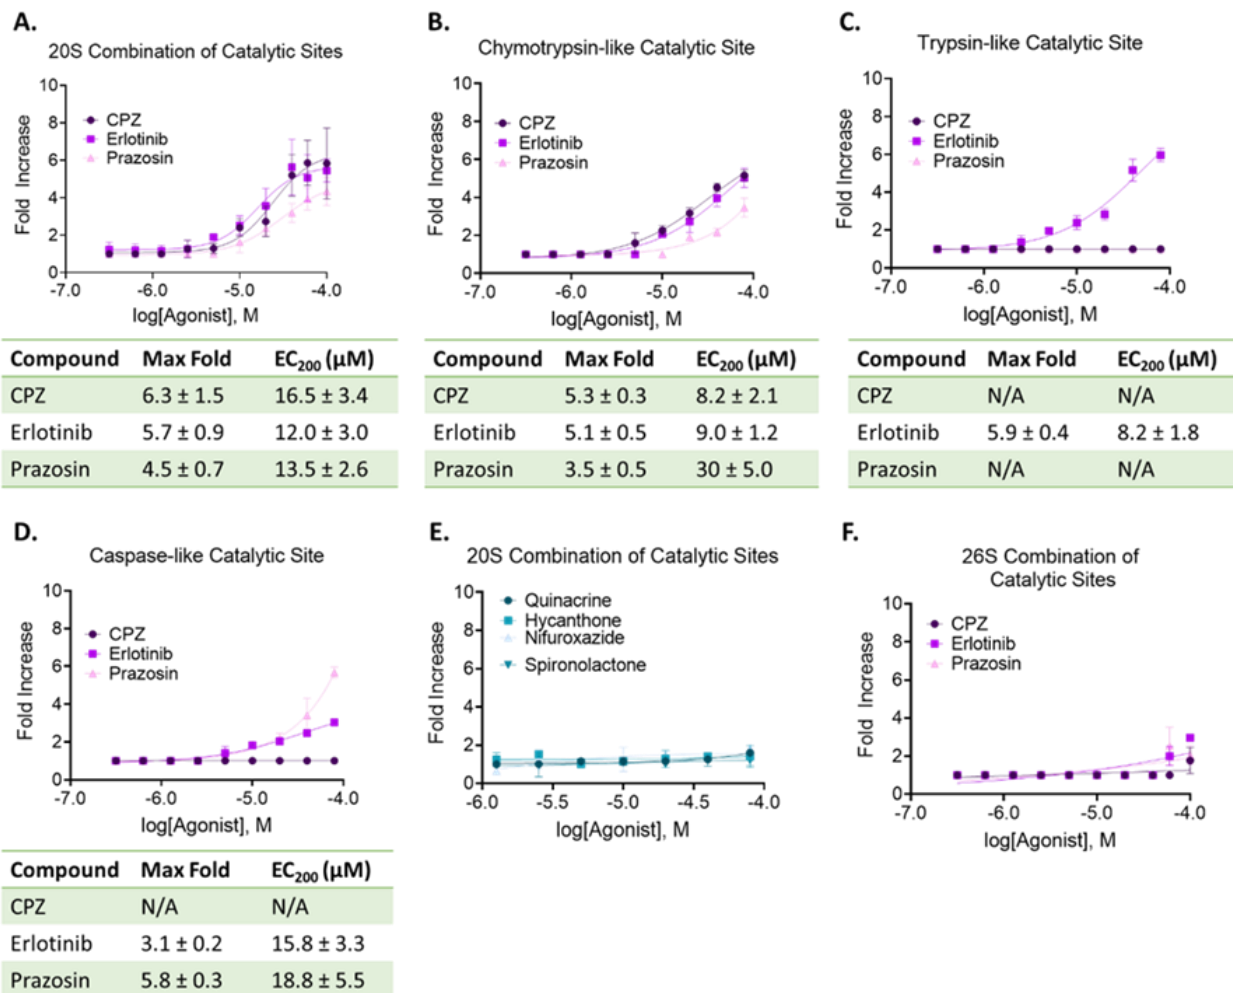 A.
20S Combination of Catalytic Sites
10
8
6
4
2
0
Fold Increase
CPZ
Erlotinib
Prazosin
-7.0 -6.0 -5.0 -4.0
log[Agonist], M
Compound Max Fold EC200 (µM)
CPZ 6.3 ± 1.5 16.5 ± 3.4
Erlotinib 5.7 ± 0.9 12.0 ± 3.0
Prazosin 4.5 ± 0.7 13.5 ± 2.6
B.
Chymotrypsin-like Catalytic Site
10
8
6
4
2
0
Fold Increase
CPZ
Erlotinib
Prazosin
-7.0 -6.0 -5.0 -4.0
log[Agonist], M
Compound Max Fold EC200 (µM)
CPZ 5.3 ± 0.3 8.2 ± 2.1
Erlotinib 5.1 ± 0.5 9.0 ± 1.2
Prazosin 3.5 ± 0.5 30 ± 5.0
C.
Trypsin-like Catalytic Site
10
8
6
4
2
0
Fold Increase
CPZ
Erlotinib
Prazosin
-7.0 -6.0 -5.0 -4.0
log[Agonist], M
Compound Max Fold EC200 (µM)
CPZ N/A N/A
Erlotinib 5.9 ± 0.4 8.2 ± 1.8
Prazosin N/A N/A
D.
Caspase-like Catalytic Site
10
8
6
4
2
0
Fold Increase
CPZ
Erlotinib
Prazosin
-7.0 -6.0 -5.0 -4.0
log[Agonist], M
Compound Max Fold EC200 (µM)
CPZ N/A N/A
Erlotinib 3.1 ± 0.2 15.8 ± 3.3
Prazosin 5.8 ± 0.3 18.8 ± 5.5
E.
20S Combination of Catalytic Sites
10
8
6
4
2
0
Fold Increase
Quinacrine
Hycanthone
Nifuroxazide
Spironolactone
-6.0 -5.5 -5.0 -4.5 -4.0
log[Agonist], M
F.
26S Combination of
Catalytic Sites
10
8
6
4
2
0
Fold Increase
CPZ
Erlotinib
Prazosin
-7.0 -6.0 -5.0 -4.0
log[Agonist], M